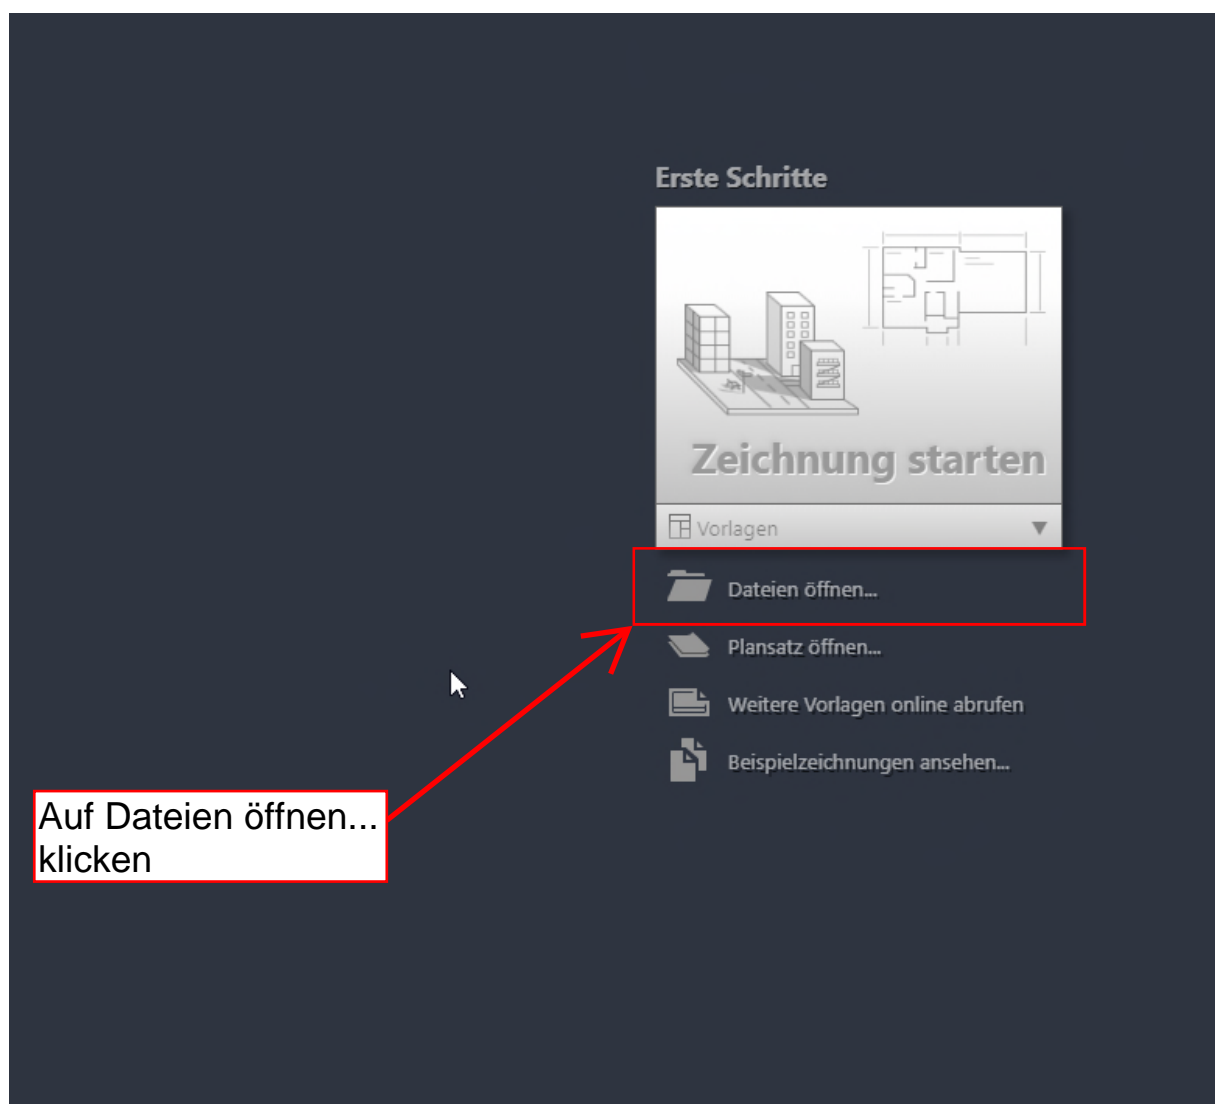 Erste Schritte
Zeichnung starten
Vorlagen
Dateien öffnen...
Plansatz öffnen...
Weitere Vorlagen online abrufen
Beispielzeichnungen ansehen...
Auf Dateien öffnen...
klicken